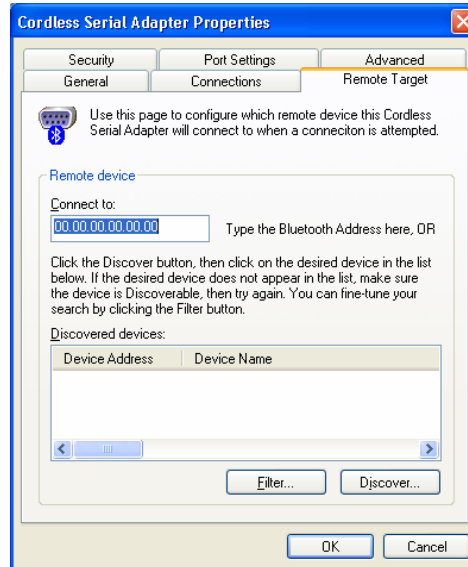 Cordless Serial Adapter Properties
Security Port Settings Advanced
General Connections Remote Target
Use this page to configure which remote device this Cordless
Serial Adapter will connect to when a conneciton is attempted.
Remote device
Connect to:
00.00.00.00.00.00 Type the Bluetooth Address here, OR
Click the Discover button, then click on the desired device in the list
below. If the desired device does not appear in the list, make sure
the device is Discoverable, then try again. You can fine-tune your
search by clicking the Filter button.
Discovered devices:
Device Address Device Name
Filter... Discover...
OK Cancel